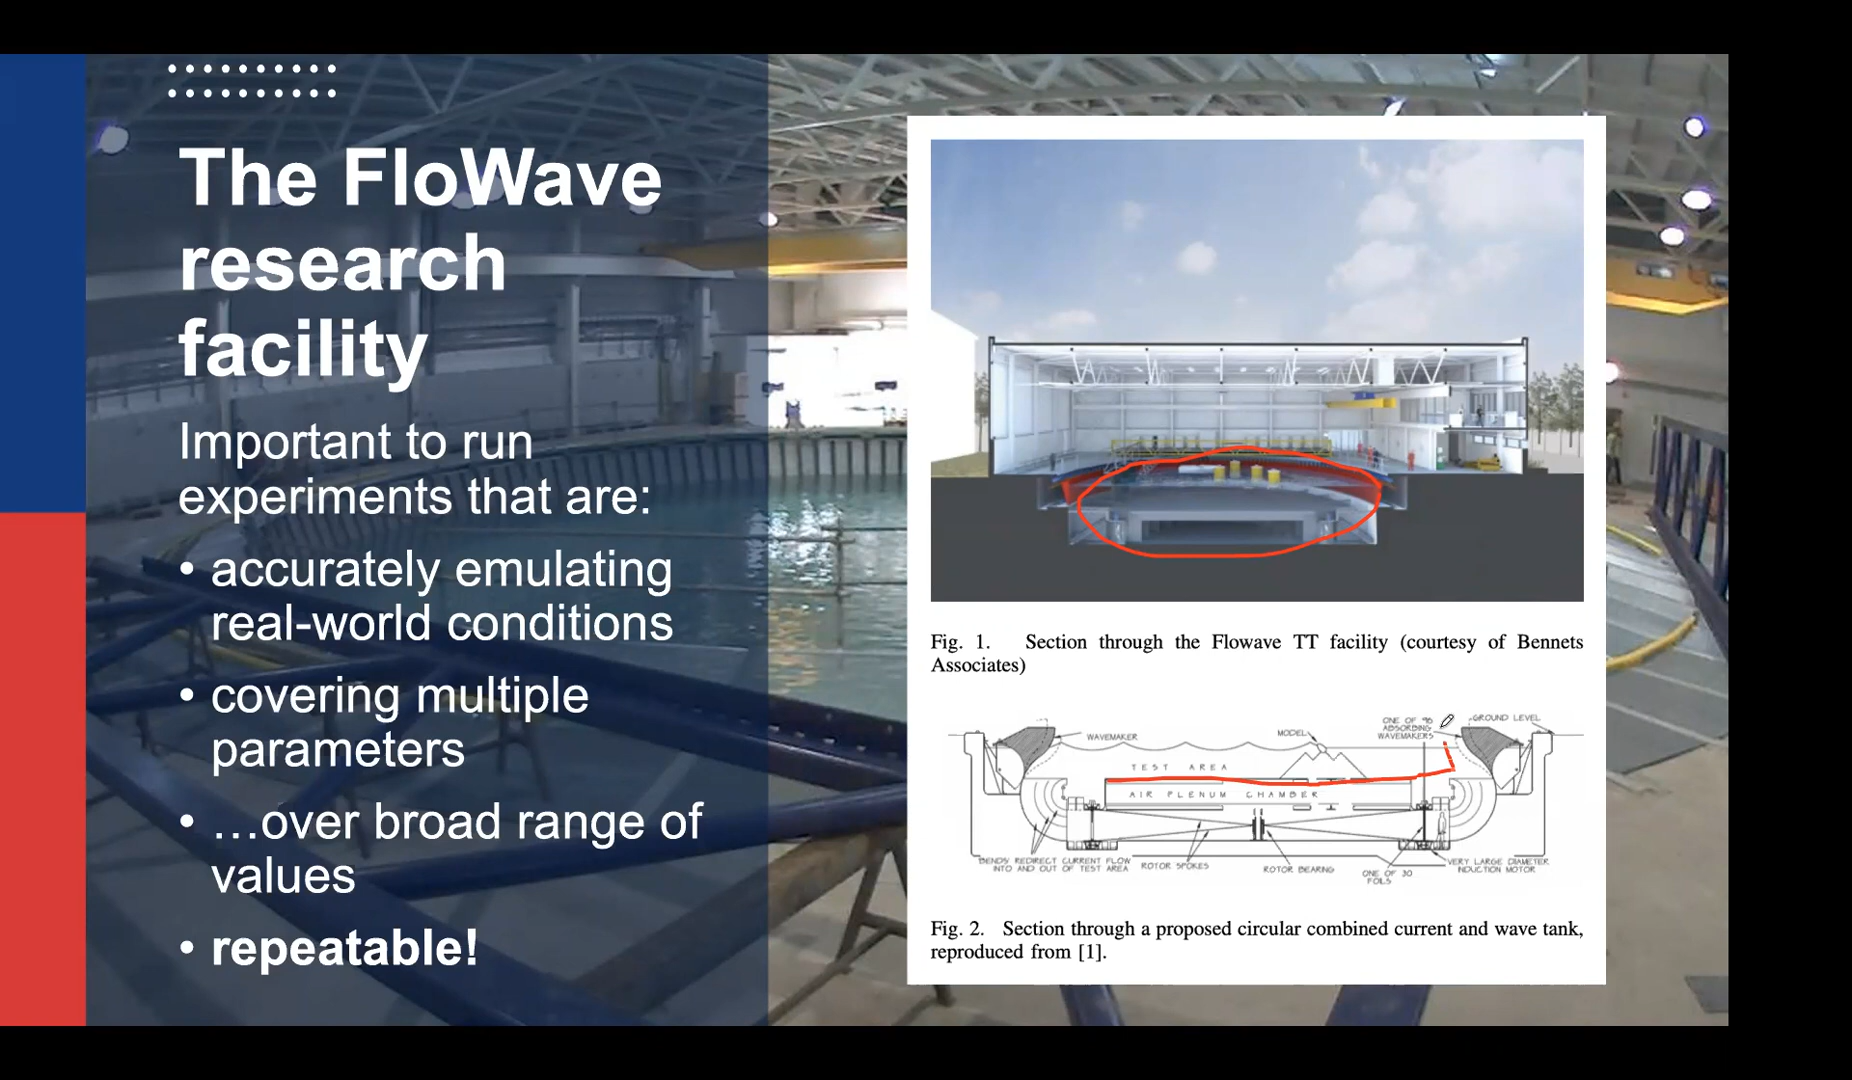 The FloWave
research
facility
Important to run
experiments that are:
• accurately emulating
real-world conditions
• covering multiple
parameters
• …over broad range of
values
• repeatable!
Fig. 1. Section through the Flowave TT facility (courtesy of Bennets
Associates)
WAVEMAKER
MODEL
ONE OF 96
ABSORBING
WAVEMAKERS
GROUND LEVEL
TEST AREA
AIR PLENUM CHAMBER
BENDS REDIRECT CURRENT FLOW
INTO AND OUT OF TEST AREA
ROTOR SPOKES
ROTOR BEARING
ONE OF 30
FOILS
VERY LARGE DIAMETER
INDUCTION MOTOR
Fig. 2. Section through a proposed circular combined current and wave tank,
reproduced from [1].